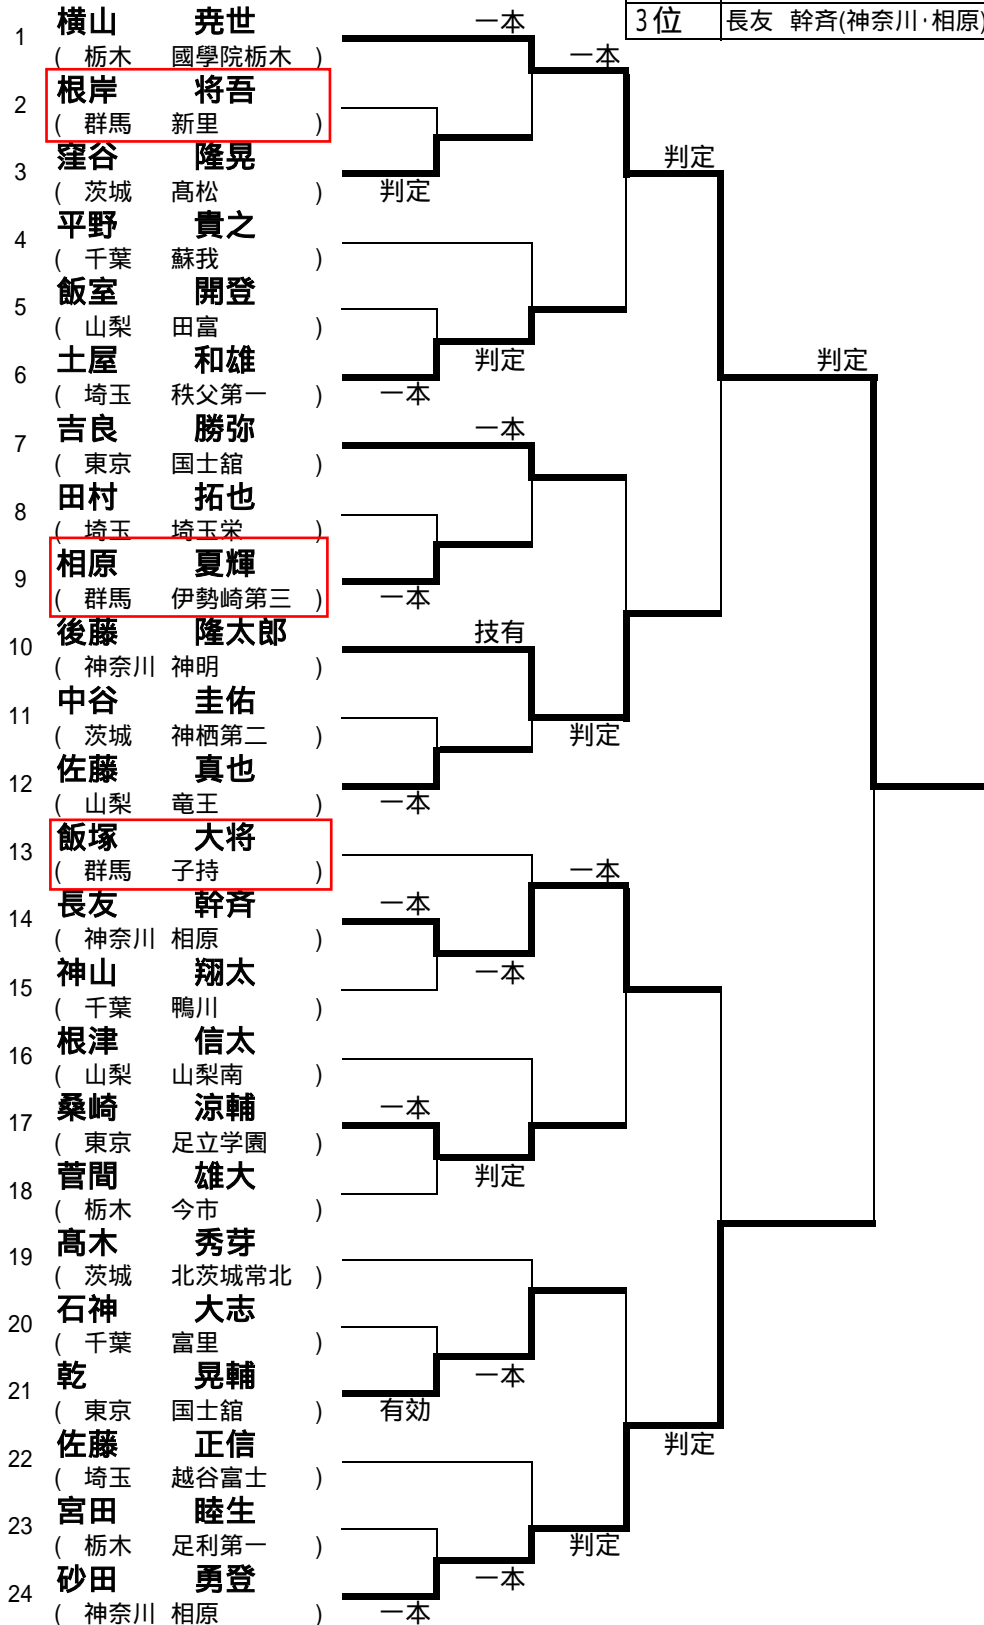 3位 長友 幹斉(神奈川・相原)
1 横山 尭世
( 栃木 國學院栃木 )
2 根岸 将吾
( 群馬 新里 )
3 窪谷 隆晃
( 茨城 髙松 )
4 平野 貴之
( 千葉 蘇我 )
5 飯室 開登
( 山梨 田富 )
6 土屋 和雄
( 埼玉 秩父第一 )
7 吉良 勝弥
( 東京 国士舘 )
8 田村 拓也
( 埼玉 埼玉栄 )
9 相原 夏輝
( 群馬 伊勢崎第三 )
10 後藤 隆太郎
( 神奈川 神明 )
11 中谷 圭佑
( 茨城 神栖第二 )
12 佐藤 真也
( 山梨 竜王 )
13 飯塚 大将
( 群馬 子持 )
14 長友 幹斉
( 神奈川 相原 )
15 神山 翔太
( 千葉 鴨川 )
16 根津 信太
( 山梨 山梨南 )
17 桑崎 涼輔
( 東京 足立学園 )
18 菅間 雄大
( 栃木 今市 )
19 髙木 秀芽
( 茨城 北茨城常北 )
20 石神 大志
( 千葉 富里 )
21 乾 晃輔
( 東京 国士舘 )
22 佐藤 正信
( 埼玉 越谷富士 )
23 宮田 睦生
( 栃木 足利第一 )
24 砂田 勇登
( 神奈川 相原 )
判定
一本
一本
一本
一本
一本
有効
一本
一本
判定
一本
技有
一本
判定
一本
一本
一本
判定
一本
判定
判定
判定
判定